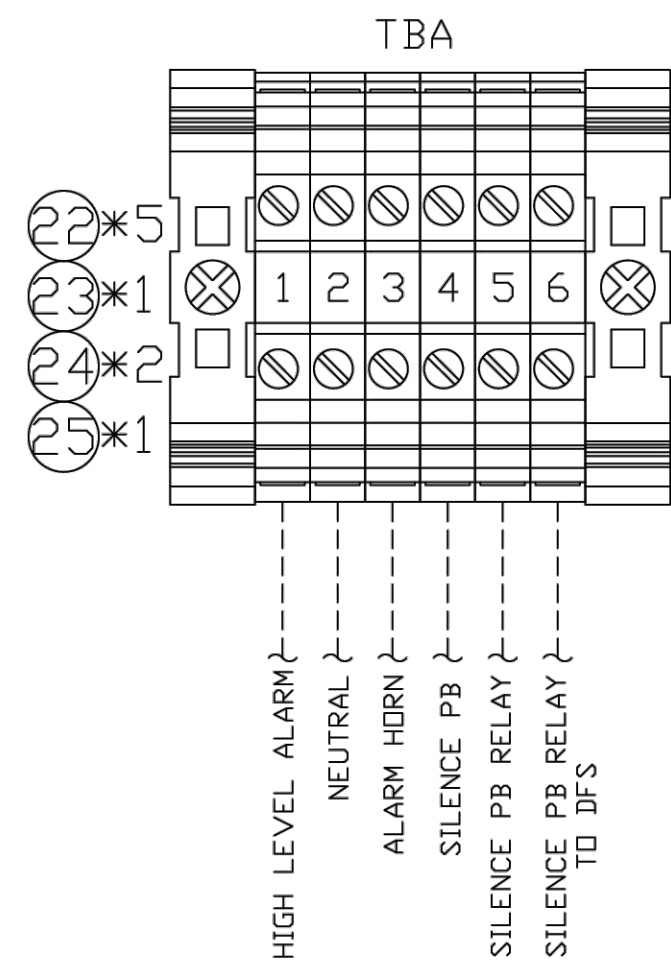 TBA
22*5
23*1
24*2
25*1
1 2 3 4 5 6
HIGH LEVEL ALARM
NEUTRAL
ALARM HORN
SILENCE PB
SILENCE PB RELAY
SILENCE PB RELAY
TO DFS